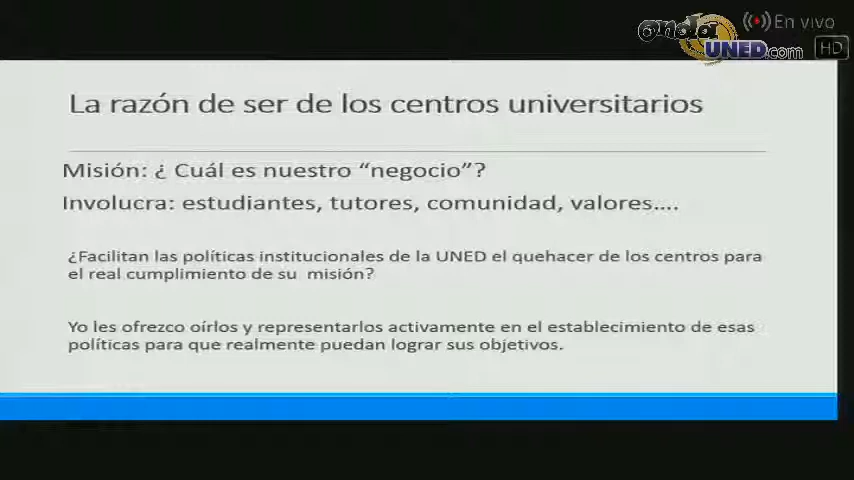 onda
UNED.com
En vivo
HD
La razón de ser de los centros universitarios
Misión: ¿ Cuál es nuestro “negocio”?
Involucra: estudiantes, tutores, comunidad, valores....
¿Facilitan las políticas institucionales de la UNED el quehacer de los centros para
el real cumplimiento de su misión?
Yo les ofrezco oírlos y representarlos activamente en el establecimiento de esas
políticas para que realmente puedan lograr sus objetivos.